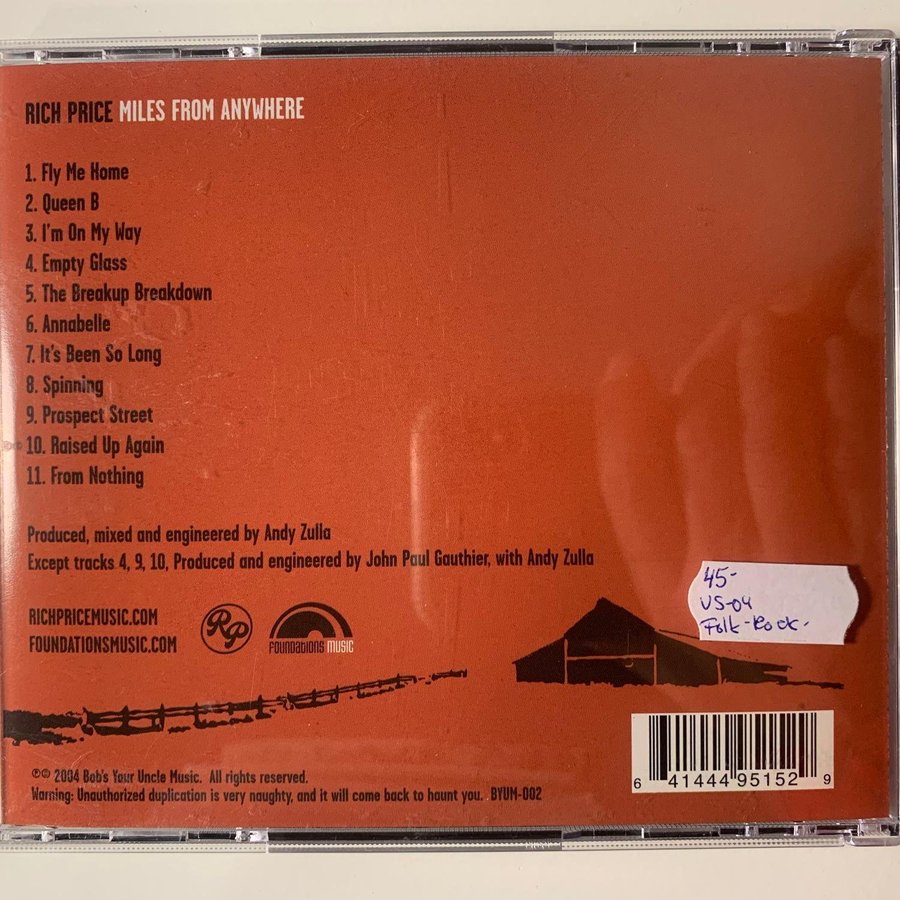 RICH PRICE MILES FROM ANYWHERE
1. Fly Me Home
2. Queen B
3. I'm On My Way
4. Empty Glass
5. The Breakup Breakdown
6. Annabelle
7. It's Been So Long
8. Spinning
9. Prospect Street
10. Raised Up Again
11. From Nothing
Produced, mixed and engineered by Andy Zulla
Except tracks 4, 9, 10, Produced and engineered by John Paul Gauthier, with Andy Zulla
RICHPRICEMUSIC.COM
FOUNDATIONSMUSIC.COM
RP
FOUNDATIONS MUSIC
45-
US-04
Folk-Rock-
6 41444 95152 9
℗© 2004 Bob's Your Uncle Music. All rights reserved.
Warning: Unauthorized duplication is very naughty, and it will come back to haunt you. BYUM-002